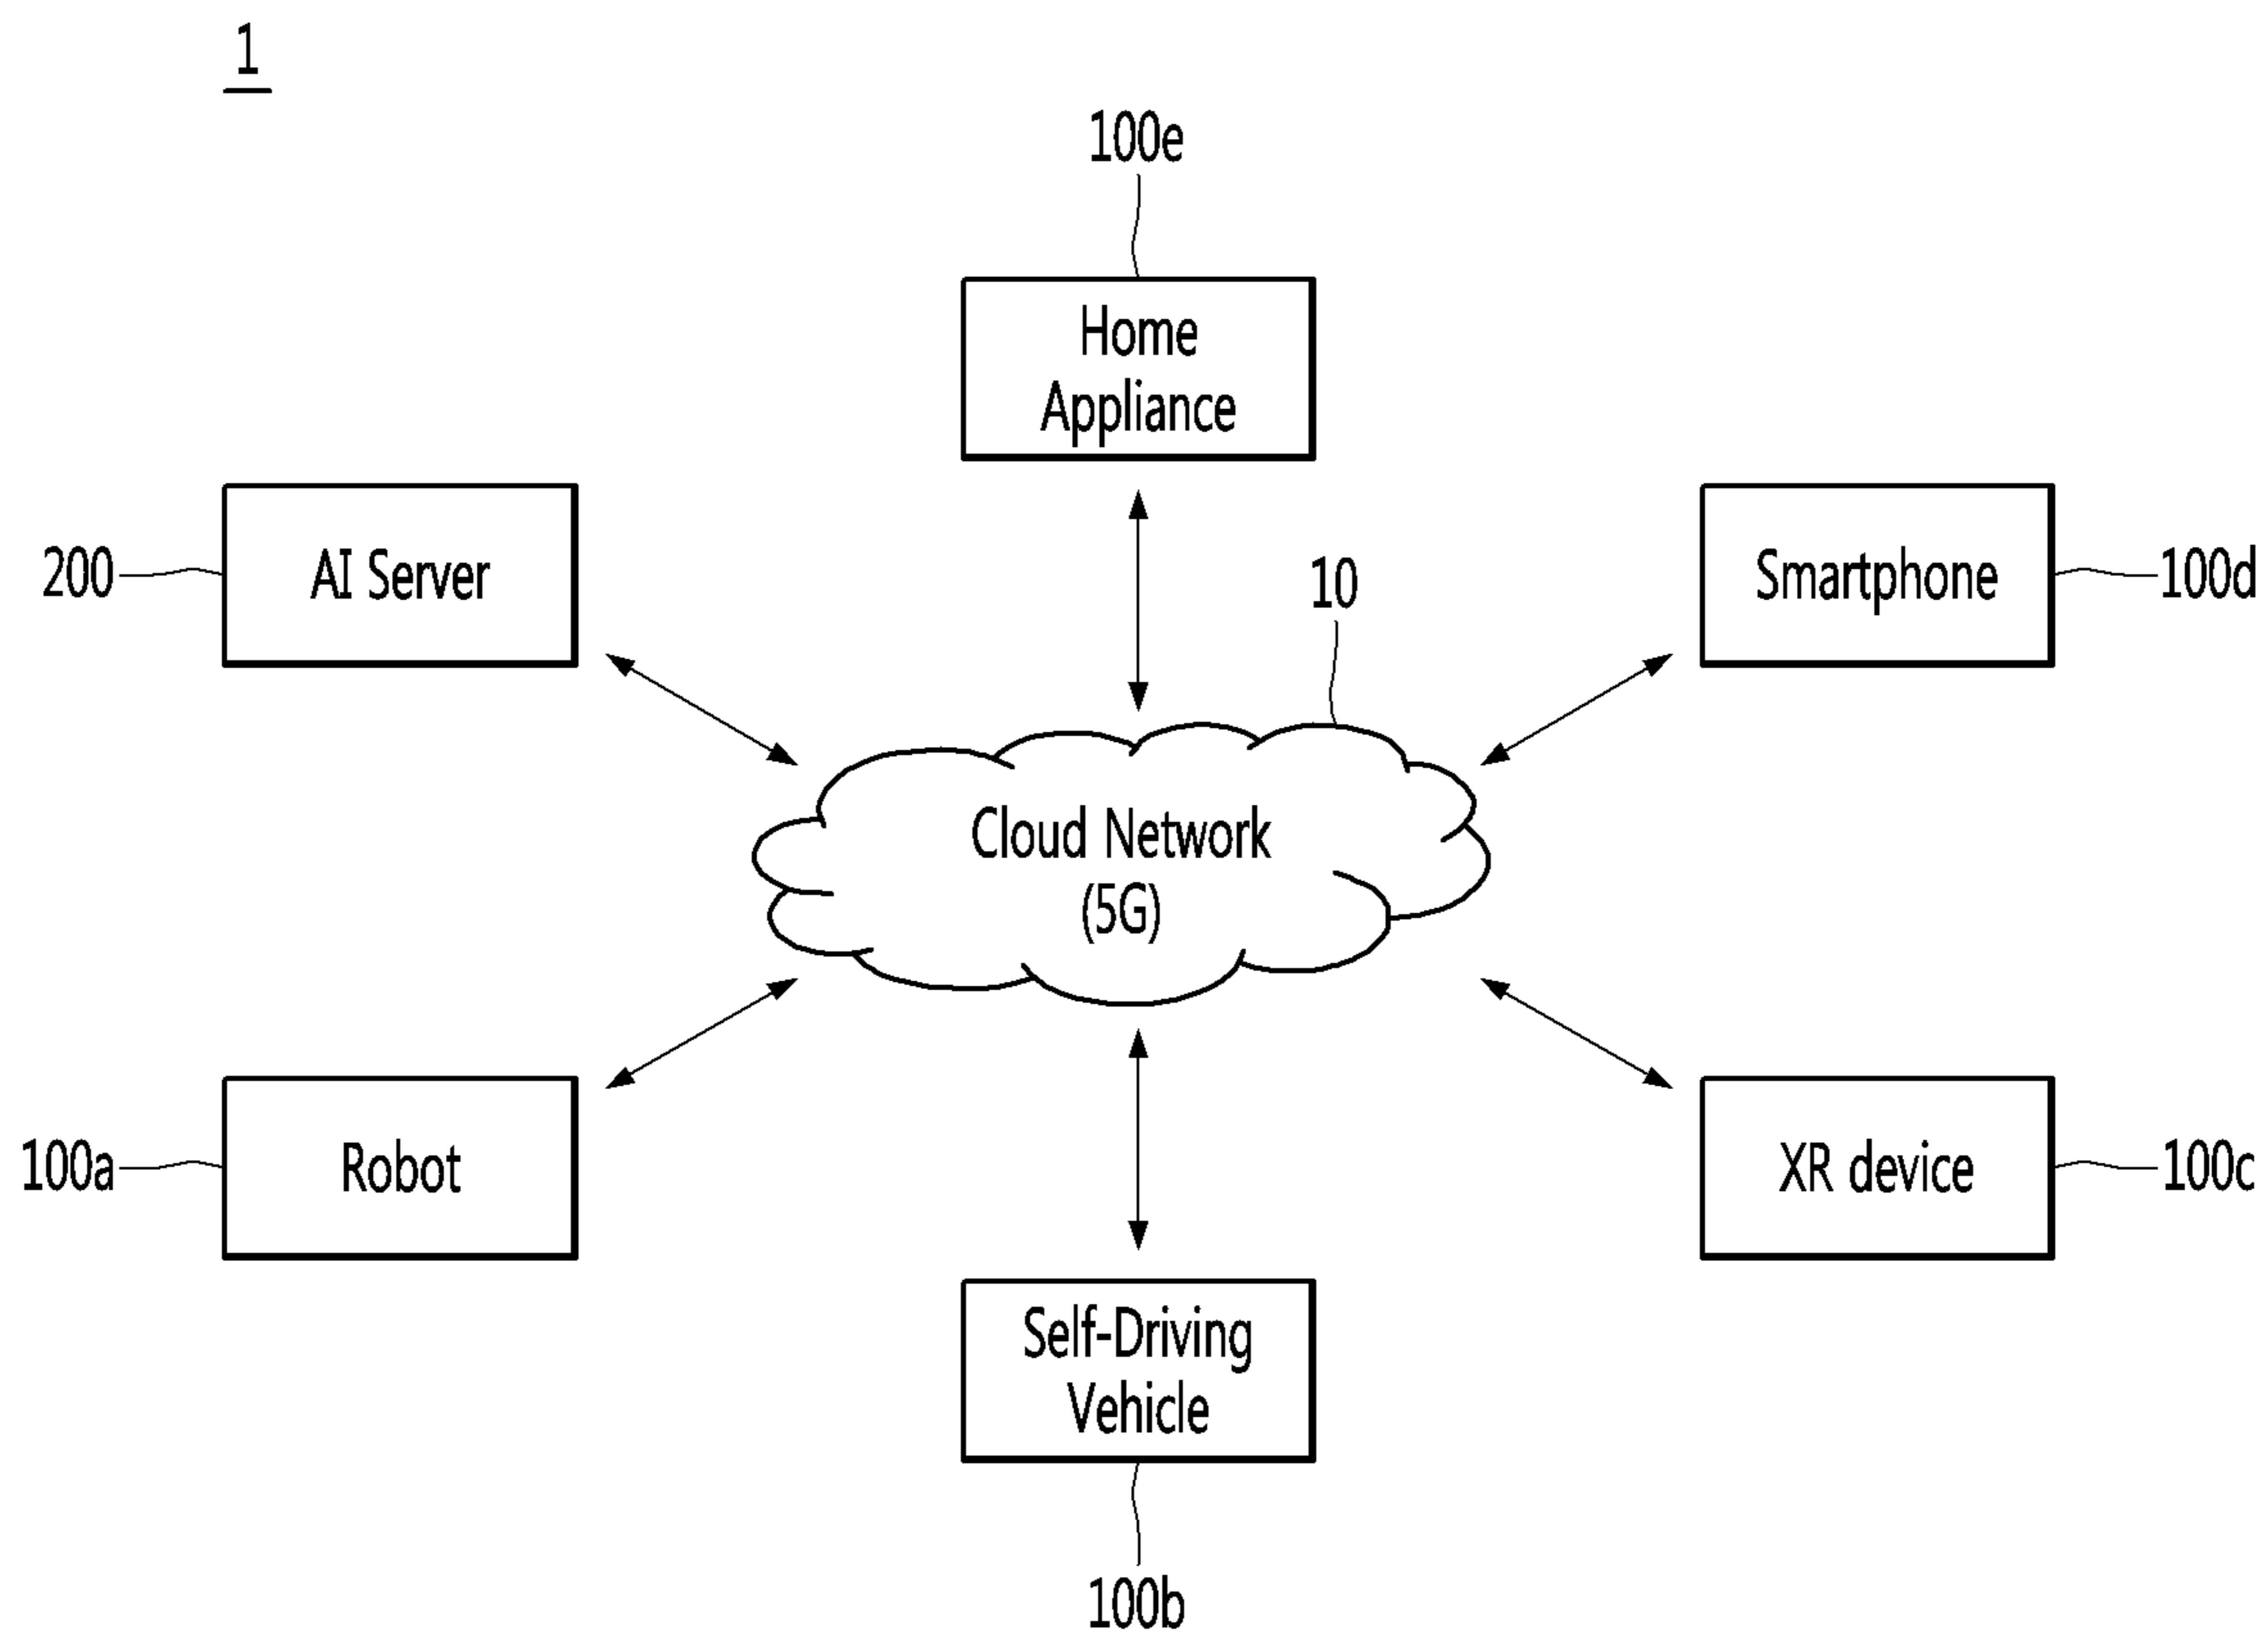 1
100e
Home
Appliance
200
AI Server
10
Smartphone
100d
Cloud Network
(5G)
100a
Robot
XR device
100c
Self-Driving
Vehicle
100b